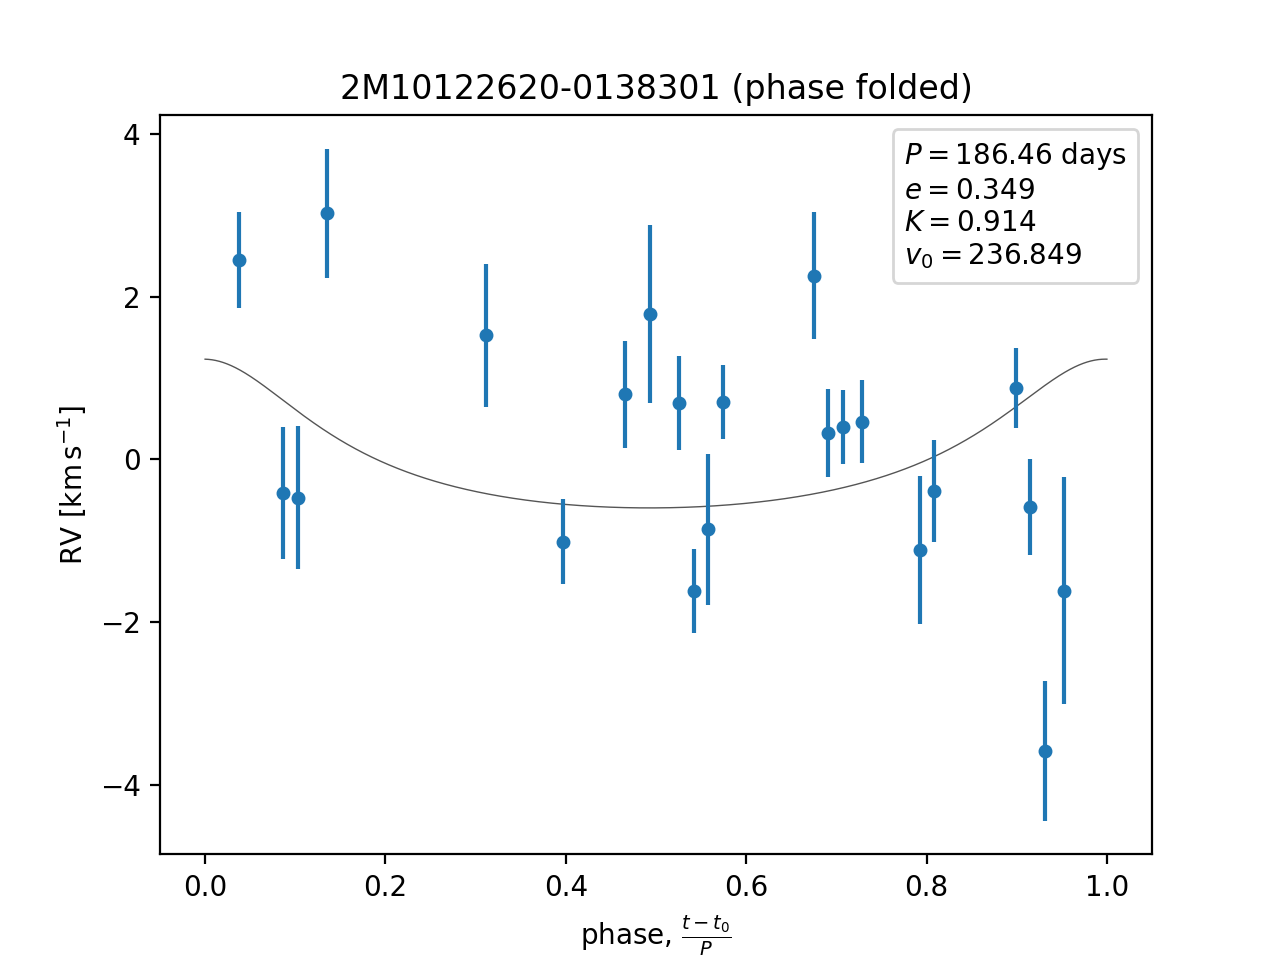 2M10122620-0138301 (phase folded)
P = 186.46 days
e = 0.349
K = 0.914
v₀ = 236.849
RV [km s⁻¹]
4
2
0
−2
−4
0.0 0.2 0.4 0.6 0.8 1.0
phase, (t − t₀)/P